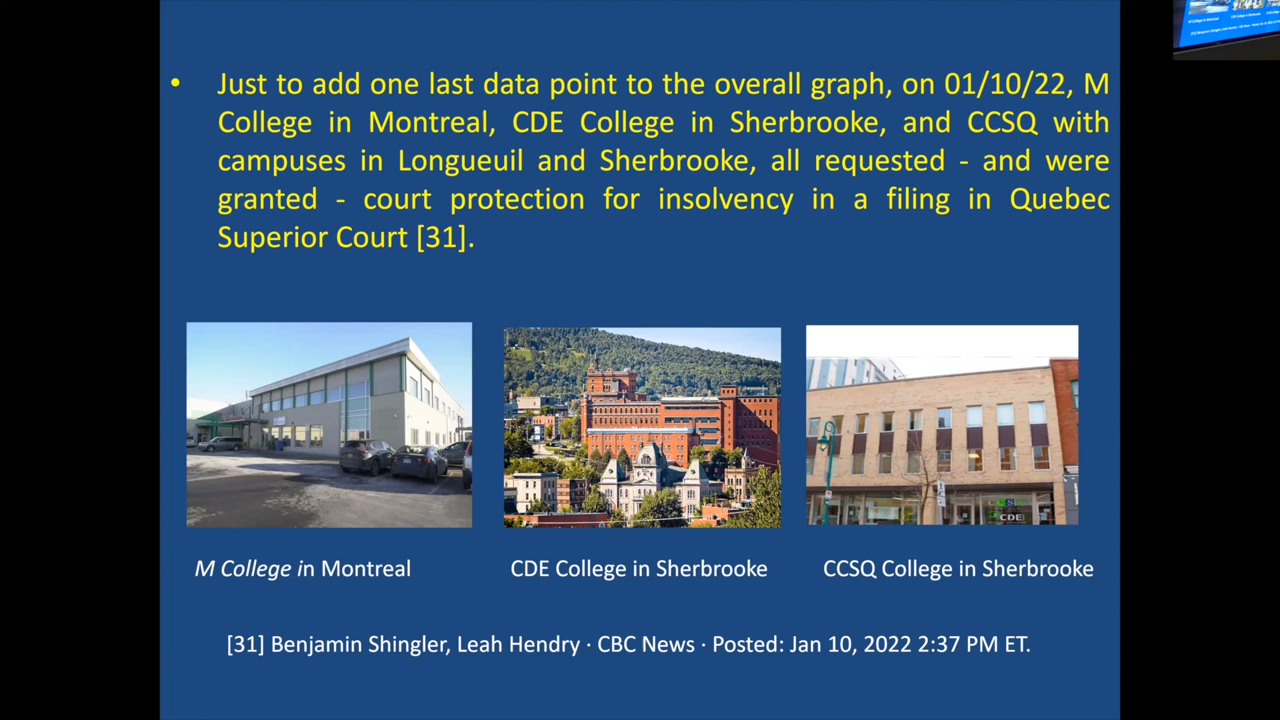 • Just to add one last data point to the overall graph, on 01/10/22, M
College in Montreal, CDE College in Sherbrooke, and CCSQ with
campuses in Longueuil and Sherbrooke, all requested - and were
granted - court protection for insolvency in a filing in Quebec
Superior Court [31].
CDE
M College in Montreal
CDE College in Sherbrooke
CCSQ College in Sherbrooke
[31] Benjamin Shingler, Leah Hendry · CBC News · Posted: Jan 10, 2022 2:37 PM ET.